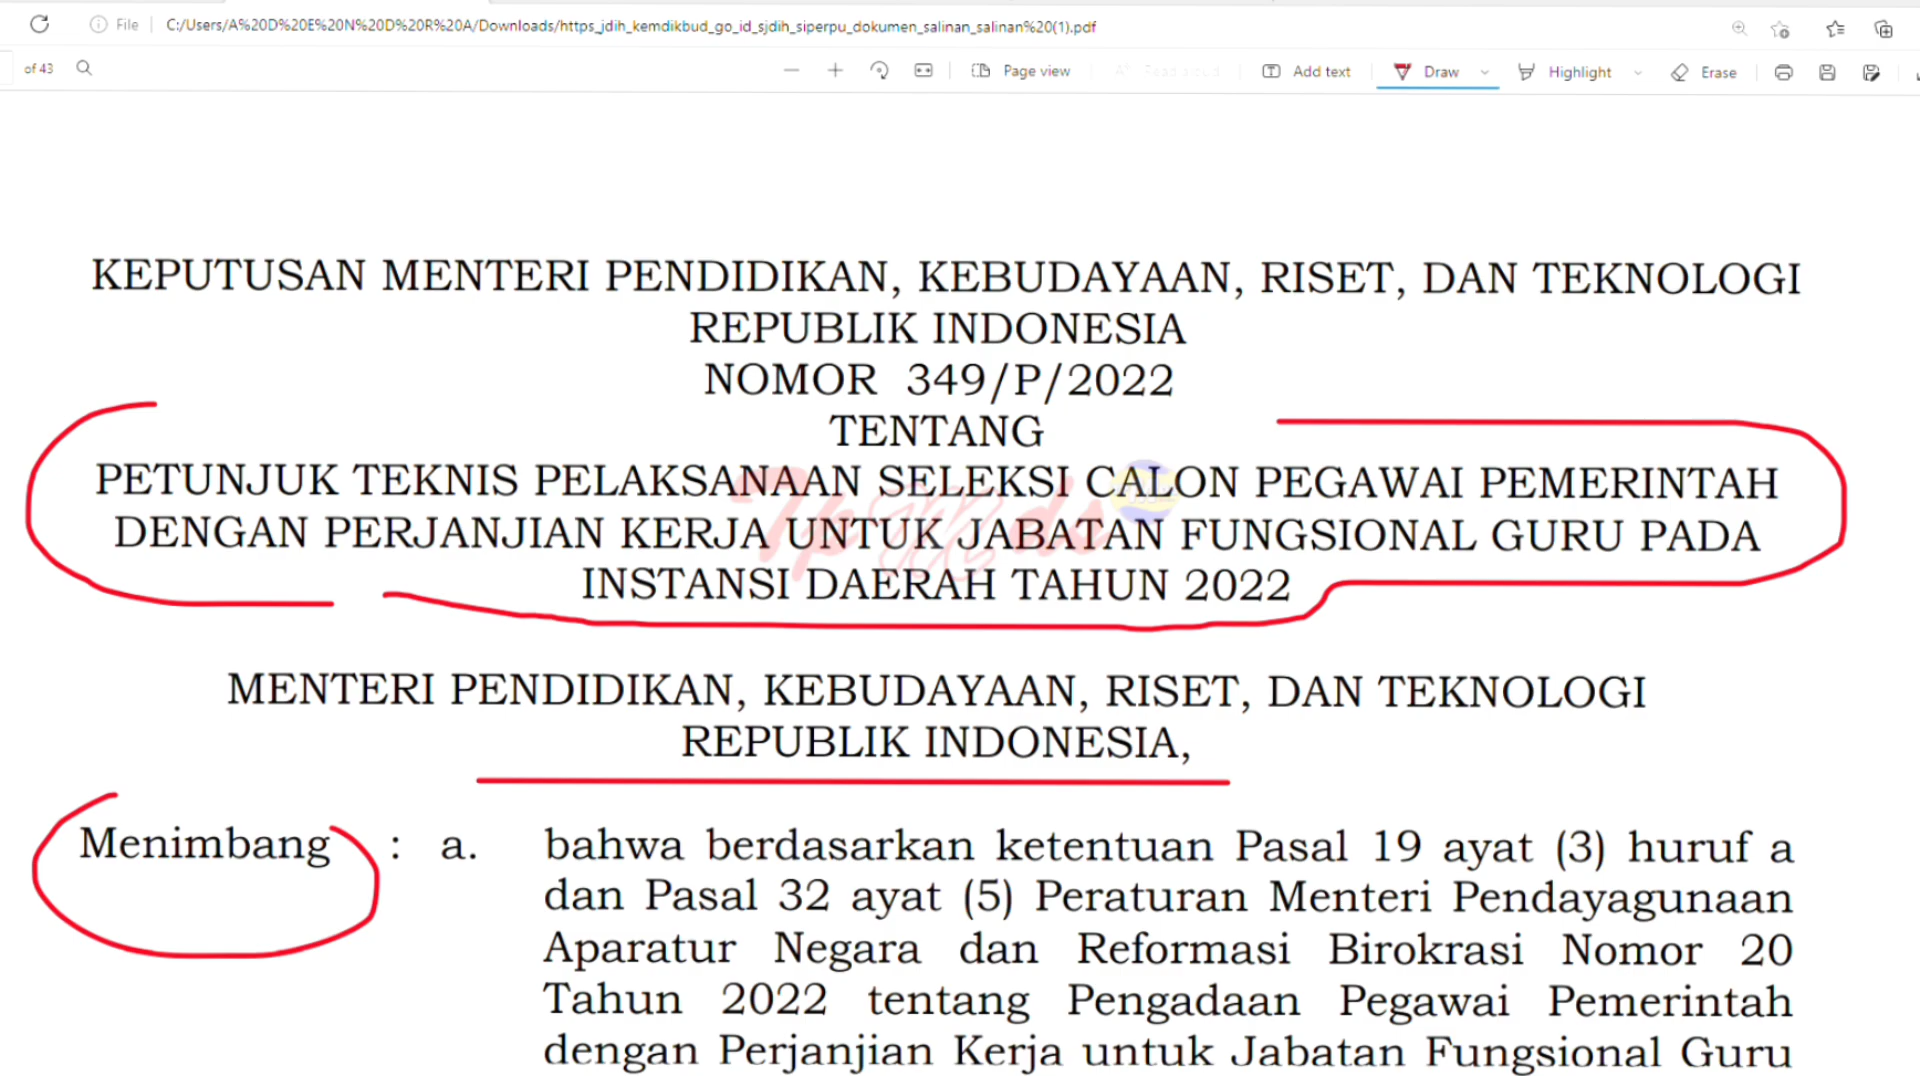 File C:/Users/A%20D%20E%20N%20D%20R%20A/Downloads/https_jdih_kemdikbud_go_id_sjdih_siperpu_dokumen_salinan_salinan%20(1).pdf
of 43 Page view Read aloud Add text Draw Highlight Erase
KEPUTUSAN MENTERI PENDIDIKAN, KEBUDAYAAN, RISET, DAN TEKNOLOGI
REPUBLIK INDONESIA
NOMOR 349/P/2022
TENTANG
PETUNJUK TEKNIS PELAKSANAAN SELEKSI CALON PEGAWAI PEMERINTAH
DENGAN PERJANJIAN KERJA UNTUK JABATAN FUNGSIONAL GURU PADA
INSTANSI DAERAH TAHUN 2022
MENTERI PENDIDIKAN, KEBUDAYAAN, RISET, DAN TEKNOLOGI
REPUBLIK INDONESIA,
Menimbang : a. bahwa berdasarkan ketentuan Pasal 19 ayat (3) huruf a
dan Pasal 32 ayat (5) Peraturan Menteri Pendayagunaan
Aparatur Negara dan Reformasi Birokrasi Nomor 20
Tahun 2022 tentang Pengadaan Pegawai Pemerintah
dengan Perjanjian Kerja untuk Jabatan Fungsional Guru